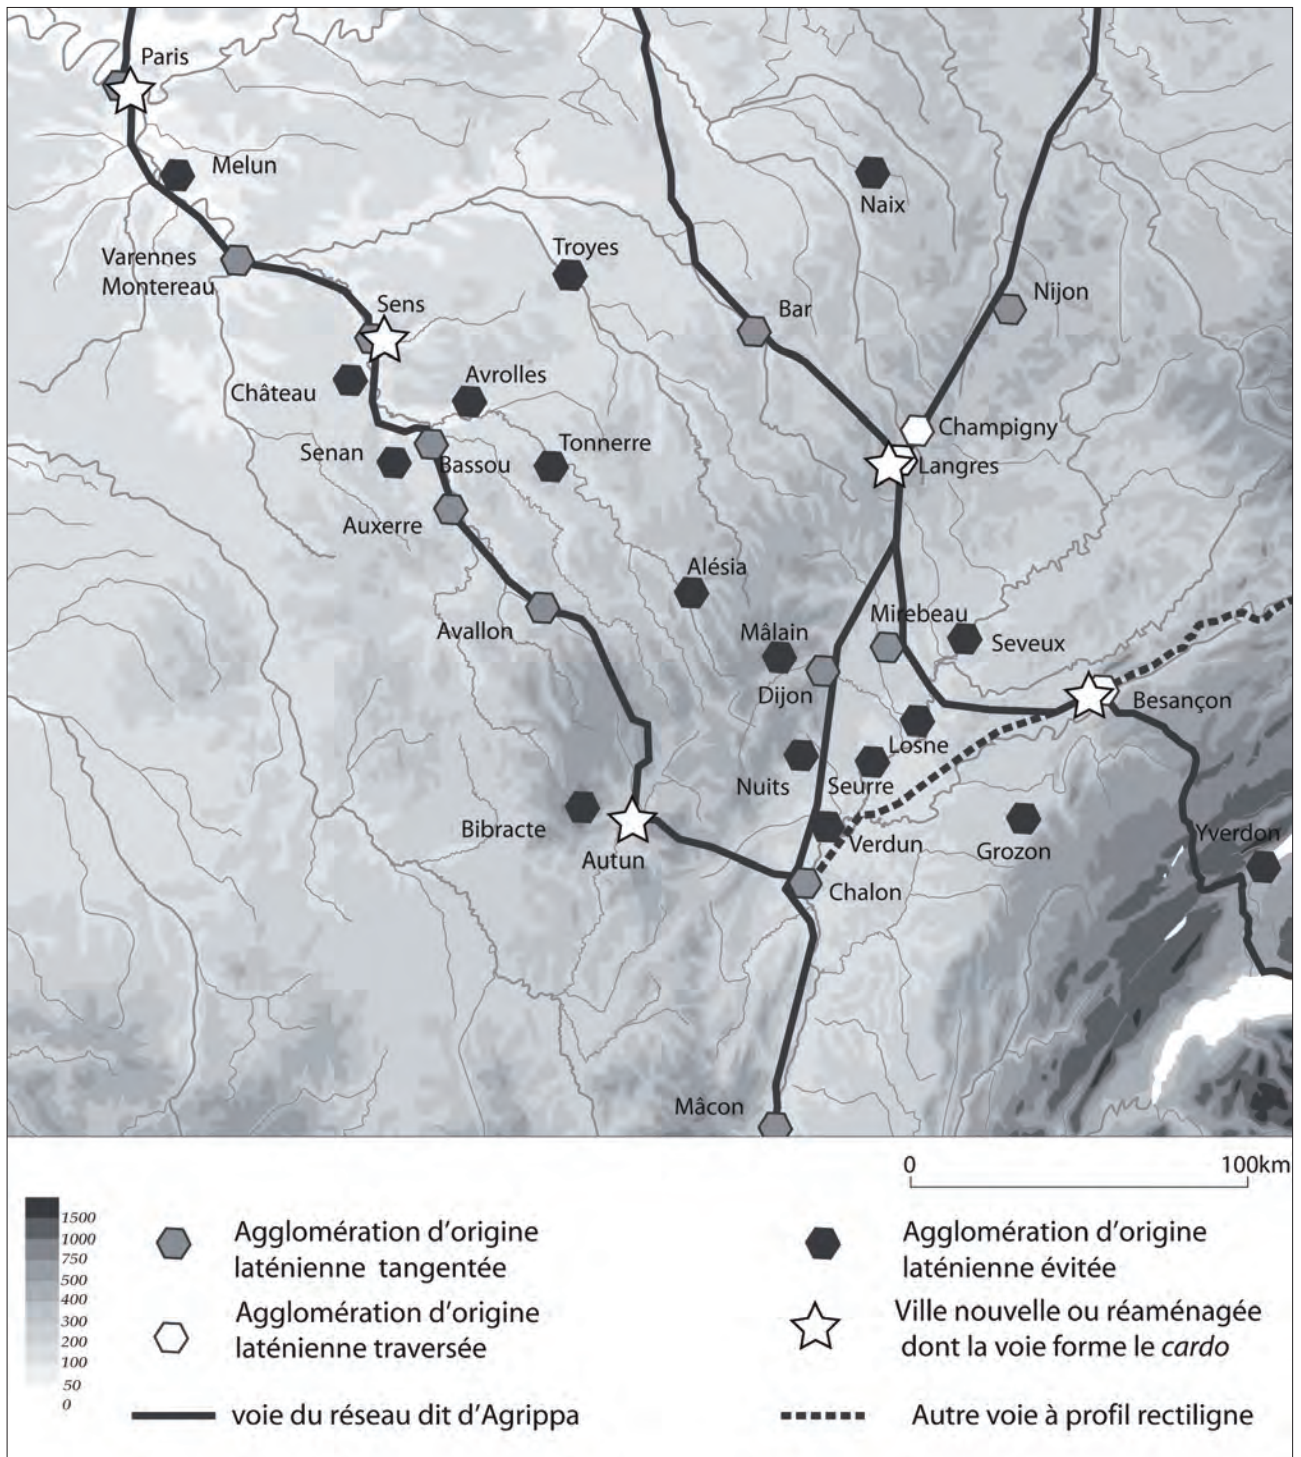 Paris
Melun
Naix
Varennes
Montereau
Troyes
Nijon
Sens
Bar
Château
Avrolles
Champigny
Senan
Bassou
Tonnerre
Langres
Auxerre
Alésia
Avallon
Mâlain
Mirebeau
Seveux
Dijon
Besançon
Losne
Nuits
Seurre
Bibracte
Autun
Verdun
Grozon
Yverdon
Chalon
Mâcon
0
100km
1500
1000
750
500
400
300
200
100
50
0
Agglomération d'origine
laténienne tangentée
Agglomération d'origine
laténienne traversée
voie du réseau dit d'Agrippa
Agglomération d'origine
laténienne évitée
Ville nouvelle ou réaménagée
dont la voie forme le cardo
Autre voie à profil rectiligne